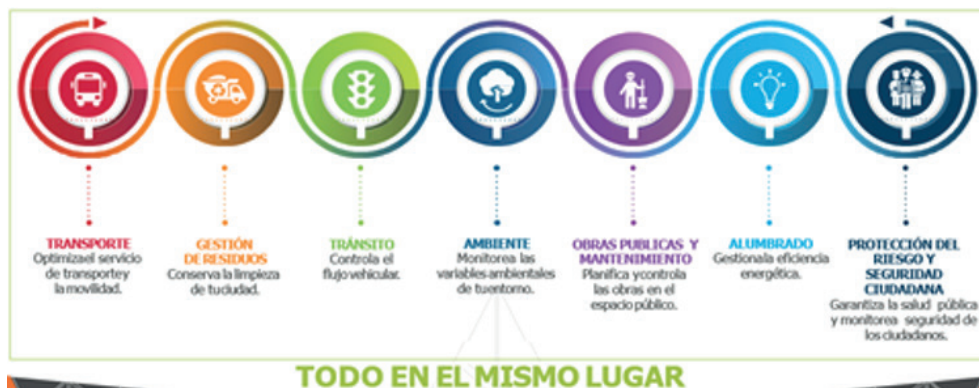 TRANSPORTE
Optimizael servicio
de transportey
la movilidad.
GESTIÓN
DE RESIDUOS
Conserva la limpieza
de tuciudad.
TRÁNSITO
Controla el
flujo vehicular.
AMBIENTE
Monitorea las
variables ambientales
de tuentorno.
OBRAS PUBLICAS Y
MANTENIMIENTO
Planifica ycontrola
las obras en el
espacio público.
ALUMBRADO
Gestionala eficiencia
energética.
PROTECCIÓN DEL
RIESGO Y
SEGURIDAD
CIUDADANA
Garantiza la salud pública
y monitorea seguridad de
los ciudadanos.
TODO EN EL MISMO LUGAR